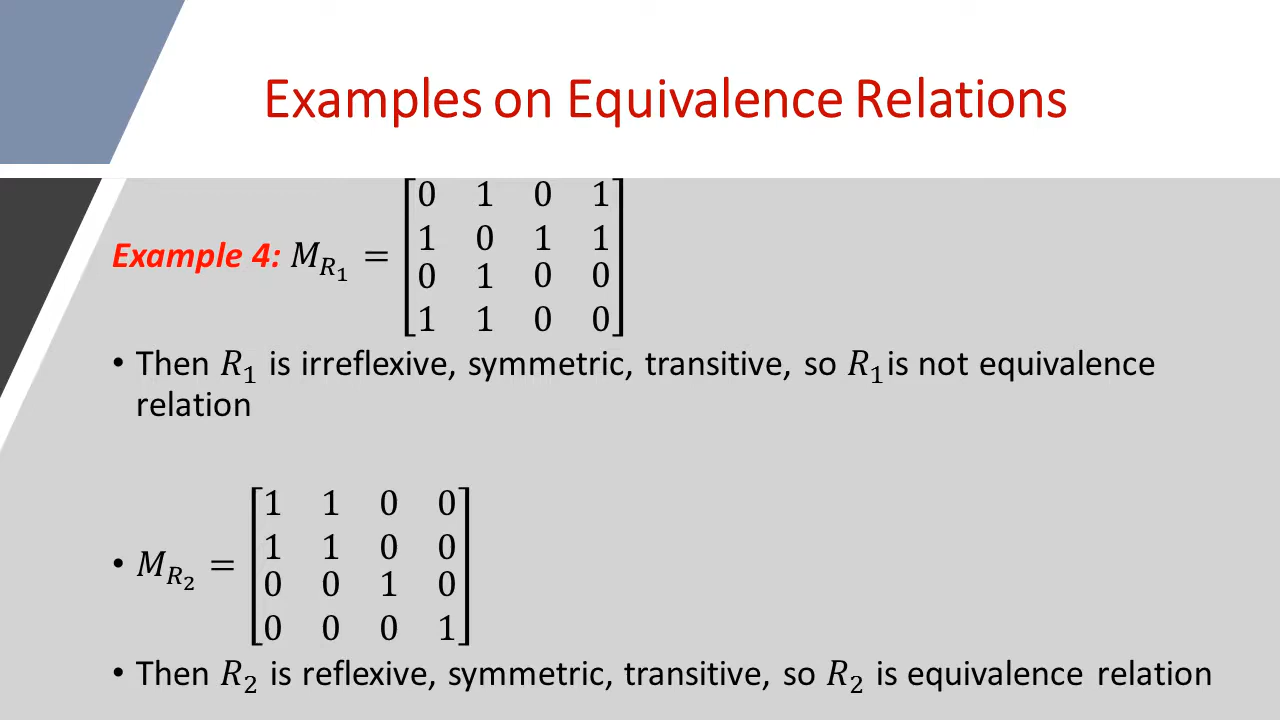 Examples on Equivalence Relations
Example 4: M_{R_1} = [0 1 0 1
1 0 1 1
0 1 0 0
1 1 0 0]
• Then R_1 is irreflexive, symmetric, transitive, so R_1is not equivalence
relation
• M_{R_2} = [1 1 0 0
1 1 0 0
0 0 1 0
0 0 0 1]
• Then R_2 is reflexive, symmetric, transitive, so R_2 is equivalence relation